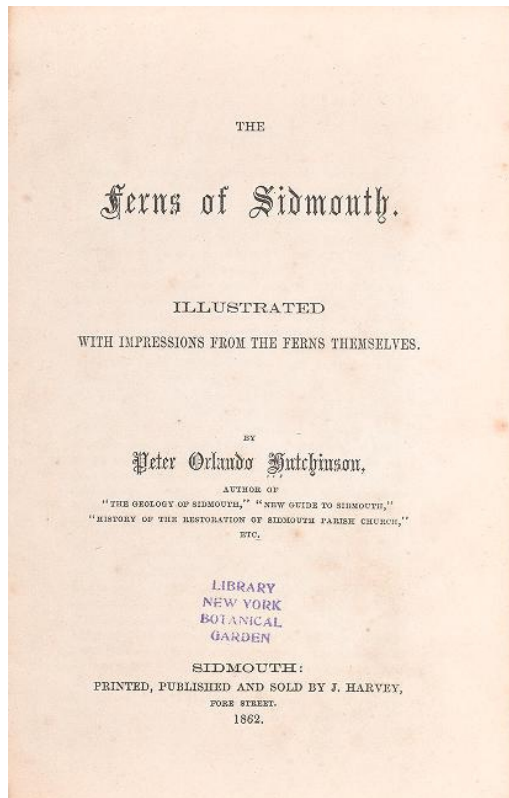 THE
Ferns of Sidmouth.
ILLUSTRATED
WITH IMPRESSIONS FROM THE FERNS THEMSELVES.
BY
Peter Orlando Hutchinson,
AUTHOR OF
"THE GEOLOGY OF SIDMOUTH," "NEW GUIDE TO SIDMOUTH,"
"HISTORY OF THE RESTORATION OF SIDMOUTH PARISH CHURCH,"
ETC.
LIBRARY
NEW YORK
BOTANICAL
GARDEN
SIDMOUTH:
PRINTED, PUBLISHED AND SOLD BY J. HARVEY,
FORE STREET.
1862.